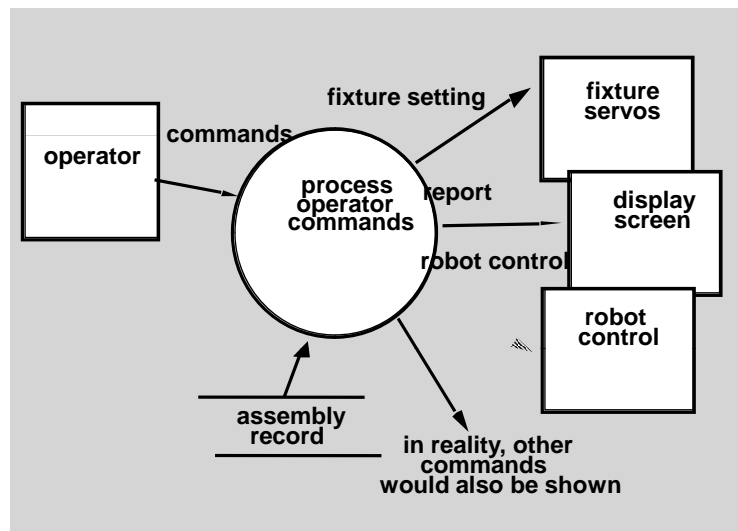 fixture setting
fixture
servos
commands
operator
process
operator
commands
report
display
screen
robot control
robot
control
assembly
record
in reality, other
commands
would also be shown